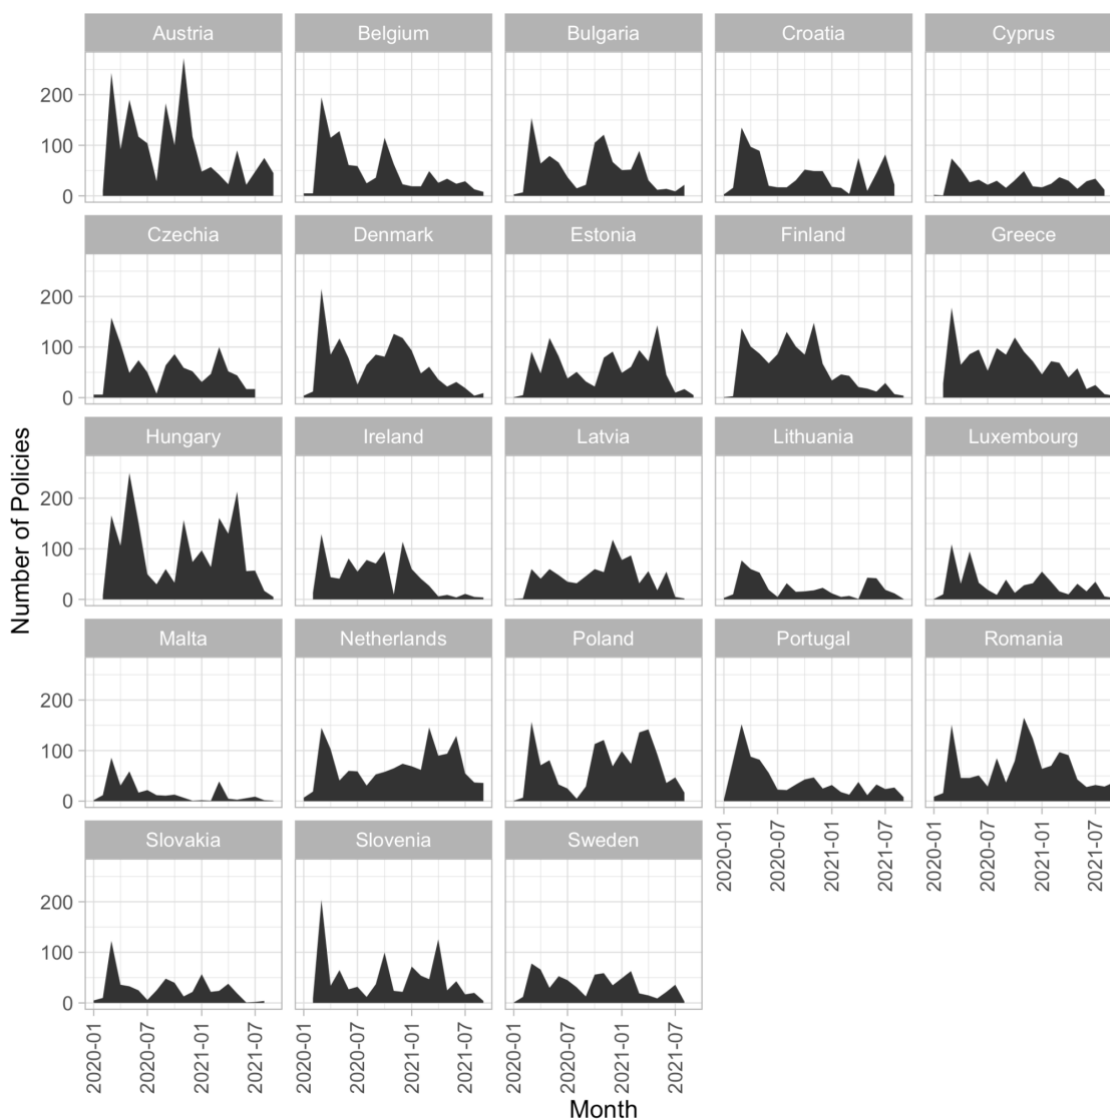 Austria Belgium Bulgaria Croatia Cyprus
200
100
0
Czechia Denmark Estonia Finland Greece
200
100
0
Hungary Ireland Latvia Lithuania Luxembourg
200
100
0
Malta Netherlands Poland Portugal Romania
200
100
0
2020-01 2020-07 2021-01 2021-07 2020-01 2020-07 2021-01 2021-07
Slovakia Slovenia Sweden
200
100
0
2020-01 2020-07 2021-01 2021-07 2020-01 2020-07 2021-01 2021-07 2020-01 2020-07 2021-01 2021-07
Month
Number of Policies